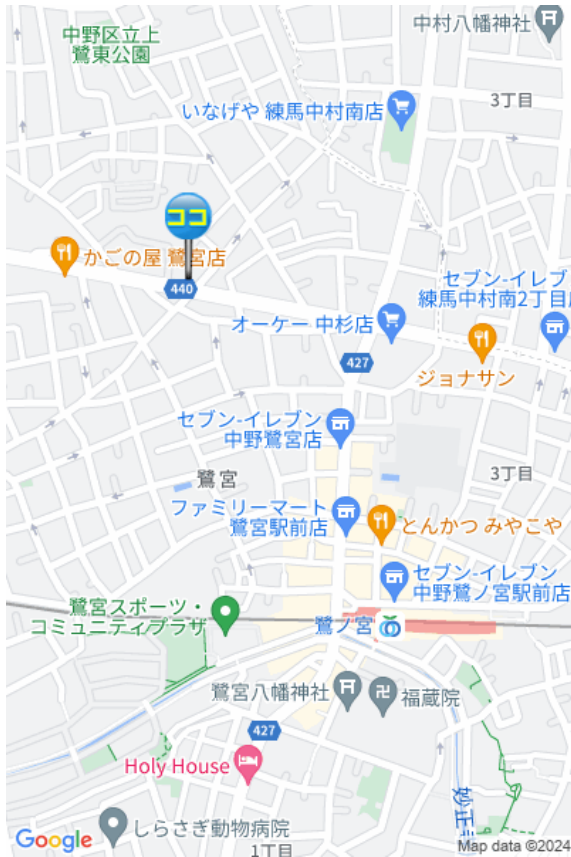 中村八幡神社
中野区立上
鷺東公園
3丁目
いなげや 練馬中村南店
ココ
かごの屋 鷺宮店
440
セブン-イレブ
練馬中村南2丁目
オーケー 中杉店
427
ジョナサン
セブン-イレブン
中野鷺宮店
鷺宮
3丁目
ファミリーマート
鷺宮駅前店
とんかつ みやこや
セブン-イレブン
中野鷺ノ宮駅前店
鷺宮スポーツ・
コミュニティプラザ
鷺ノ宮
鷺宮八幡神社
福蔵院
427
Holy House
妙正
しらさぎ動物病院
1丁目
Google
Map data ©2024